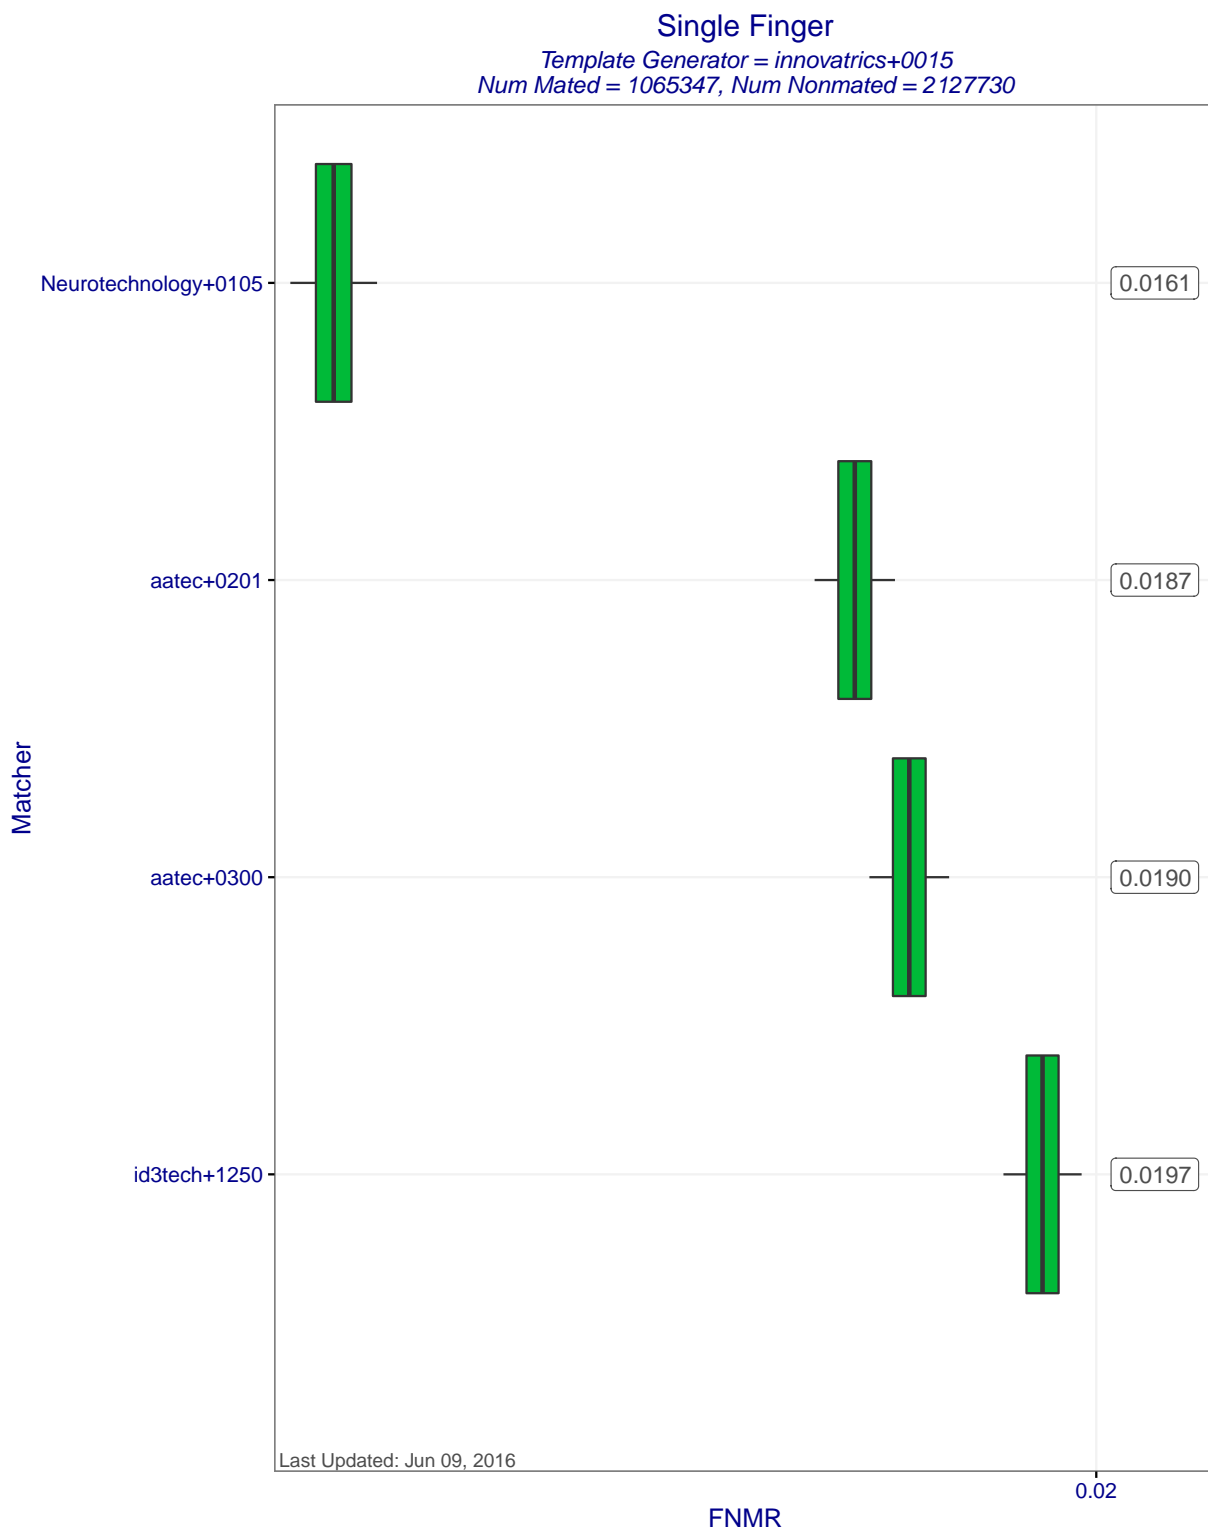 Single Finger
Template Generator = innovatrics+0015
Num Mated = 1065347, Num Nonmated = 2127730
Neurotechnology+0105
0.0161
aatec+0201
0.0187
Matcher
aatec+0300
0.0190
id3tech+1250
0.0197
Last Updated: Jun 09, 2016
0.02
FNMR